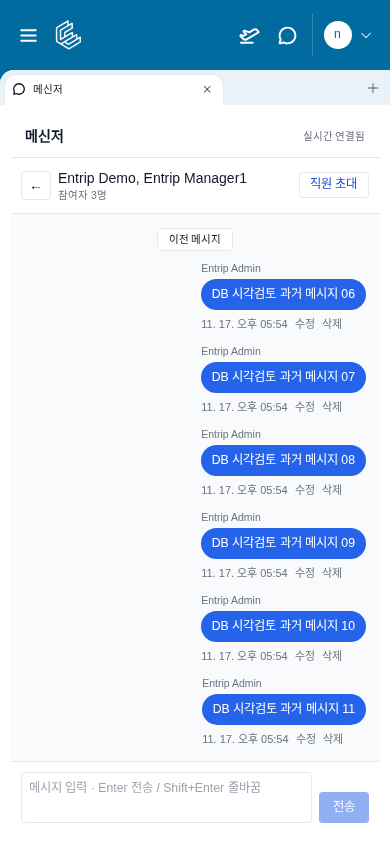 n
메신저
메신저
실시간 연결됨
←
Entrip Demo, Entrip Manager1
참여자 3명
직원 초대
이전 메시지
Entrip Admin
DB 시각검토 과거 메시지 06
11. 17. 오후 05:54 수정 삭제
Entrip Admin
DB 시각검토 과거 메시지 07
11. 17. 오후 05:54 수정 삭제
Entrip Admin
DB 시각검토 과거 메시지 08
11. 17. 오후 05:54 수정 삭제
Entrip Admin
DB 시각검토 과거 메시지 09
11. 17. 오후 05:54 수정 삭제
Entrip Admin
DB 시각검토 과거 메시지 10
11. 17. 오후 05:54 수정 삭제
Entrip Admin
DB 시각검토 과거 메시지 11
11. 17. 오후 05:54 수정 삭제
메시지 입력 · Enter 전송 / Shift+Enter 줄바꿈
전송